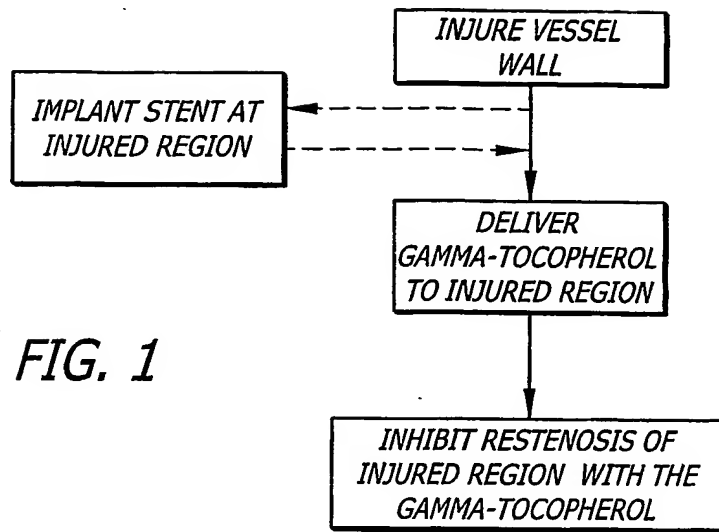 INJURE VESSEL
WALL
IMPLANT STENT AT
INJURED REGION
DELIVER
GAMMA-TOCOPHEROL
TO INJURED REGION
FIG. 1
INHIBIT RESTENOSIS OF
INJURED REGION WITH THE
GAMMA-TOCOPHEROL